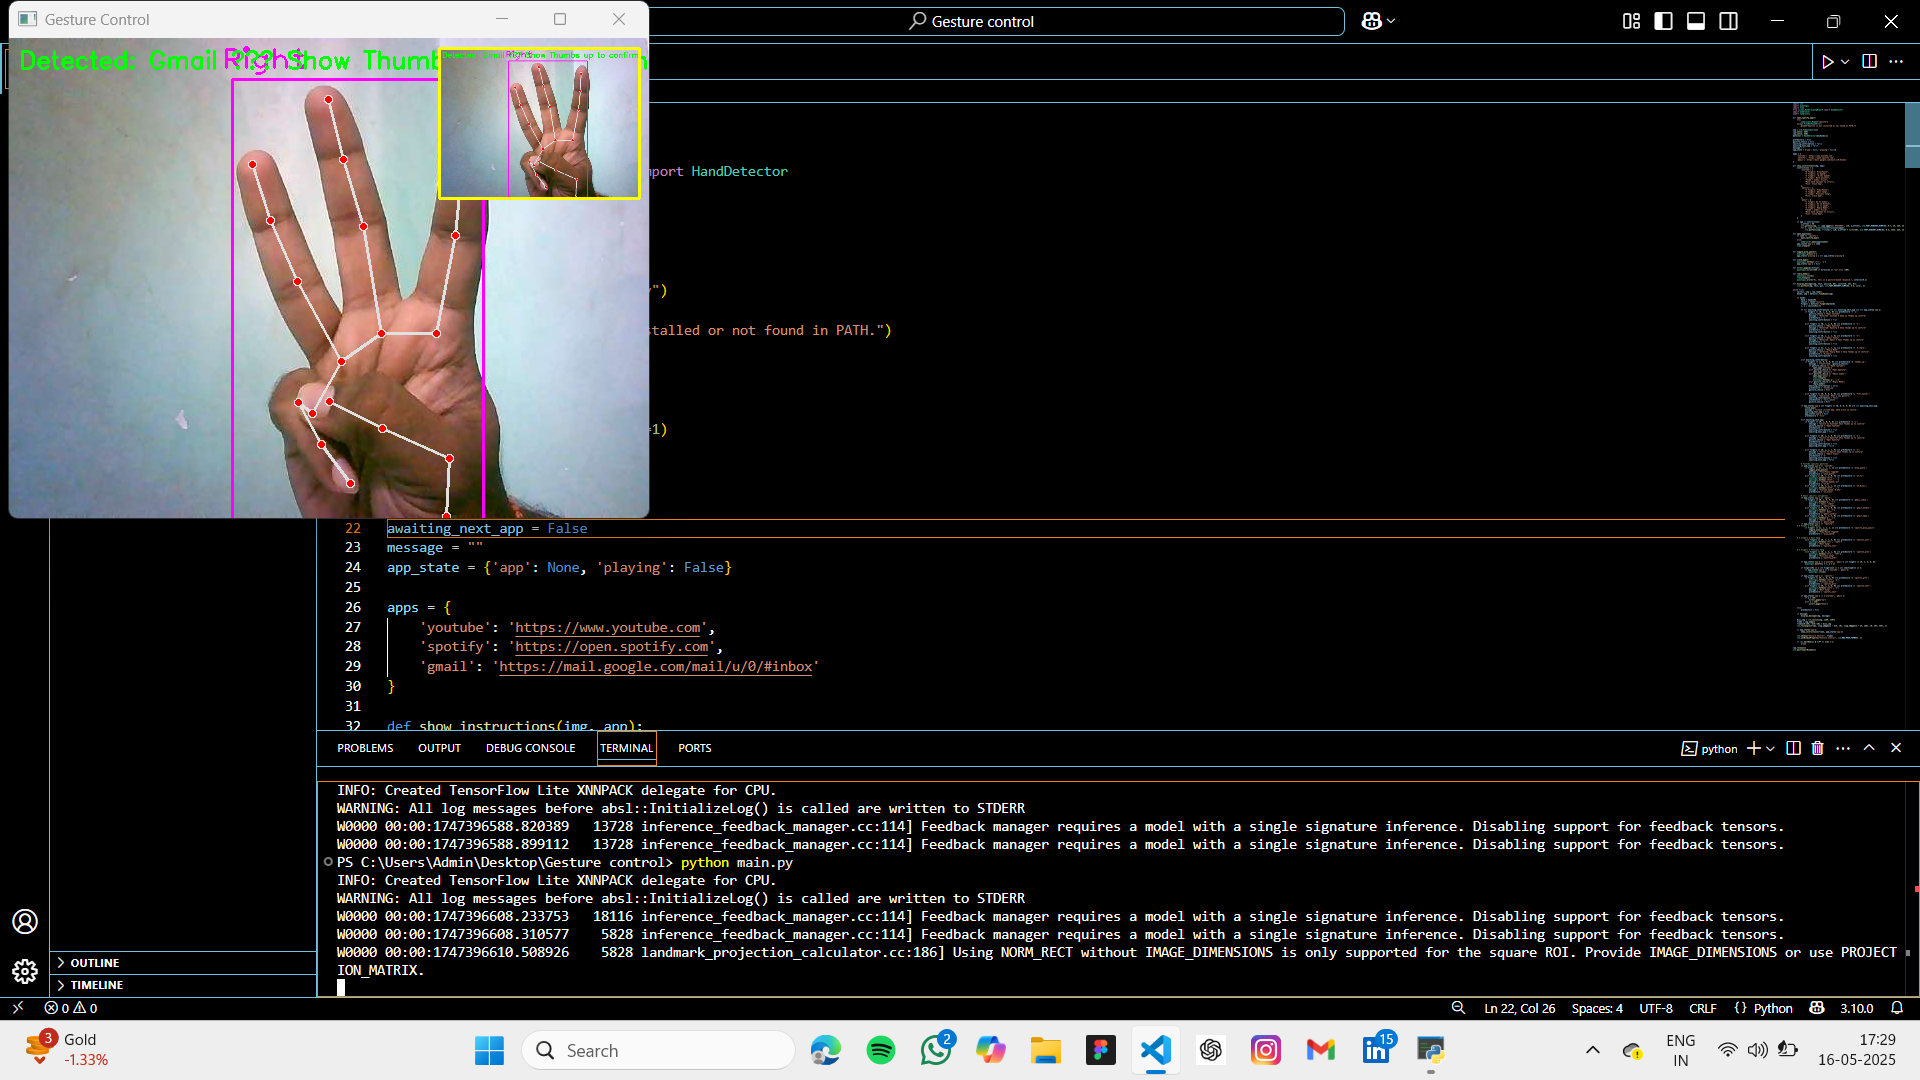 Gesture Control
Gesture control
Detected: Gmail ??? Show Thumb
Right
Thumbs up to confirm
port HandDetector
y")
stalled or not found in PATH.")
=1)
22 awaiting_next_app = False
23 message = ""
24 app_state = {'app': None, 'playing': False}
25
26 apps = {
27 'youtube': 'https://www.youtube.com',
28 'spotify': 'https://open.spotify.com',
29 'gmail': 'https://mail.google.com/mail/u/0/#inbox'
30 }
31
32 def show_instructions(img, app):
PROBLEMS OUTPUT DEBUG CONSOLE TERMINAL PORTS
python
INFO: Created TensorFlow Lite XNNPACK delegate for CPU.
WARNING: All log messages before absl::InitializeLog() is called are written to STDERR
W0000 00:00:1747396588.820389 13728 inference_feedback_manager.cc:114] Feedback manager requires a model with a single signature inference. Disabling support for feedback tensors.
W0000 00:00:1747396588.899112 13728 inference_feedback_manager.cc:114] Feedback manager requires a model with a single signature inference. Disabling support for feedback tensors.
PS C:\Users\Admin\Desktop\Gesture control> python main.py
INFO: Created TensorFlow Lite XNNPACK delegate for CPU.
WARNING: All log messages before absl::InitializeLog() is called are written to STDERR
W0000 00:00:1747396608.233753 18116 inference_feedback_manager.cc:114] Feedback manager requires a model with a single signature inference. Disabling support for feedback tensors.
W0000 00:00:1747396608.310577 5828 inference_feedback_manager.cc:114] Feedback manager requires a model with a single signature inference. Disabling support for feedback tensors.
W0000 00:00:1747396610.508926 5828 landmark_projection_calculator.cc:186] Using NORM_RECT without IMAGE_DIMENSIONS is only supported for the square ROI. Provide IMAGE_DIMENSIONS or use PROJECT
ION_MATRIX.
OUTLINE
TIMELINE
0 0
Ln 22, Col 26 Spaces: 4 UTF-8 CRLF {} Python 3.10.0
3 Gold
-1.33%
Search
2
15
ENG
IN
17:29
16-05-2025